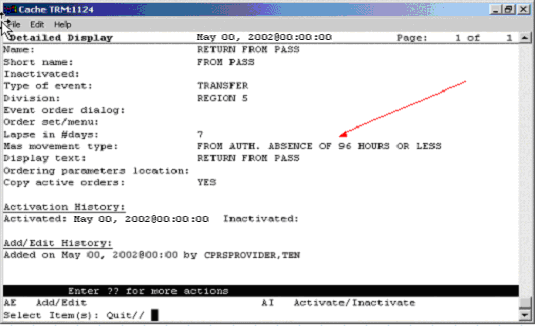 Cache TRM:1124
File Edit Help
Detailed Display May 00, 2002@00:00:00 Page: 1 of 1
Name: RETURN FROM PASS
Short name: FROM PASS
Inactivated:
Type of event: TRANSFER
Division: REGION 5
Event order dialog:
Order set/menu:
Lapse in #days: 7
Mas movement type: FROM AUTH. ABSENCE OF 96 HOURS OR LESS
Display text: RETURN FROM PASS
Ordering parameters location:
Copy active orders: YES
Activation History:
Activated: May 00, 2002@00:00:00 Inactivated:
Add/Edit History:
Added on May 00, 2002@00:00 by CPRSPROVIDER,TEN
Enter ?? for more actions
AE Add/Edit AI Activate/Inactivate
Select Item(s): Quit//